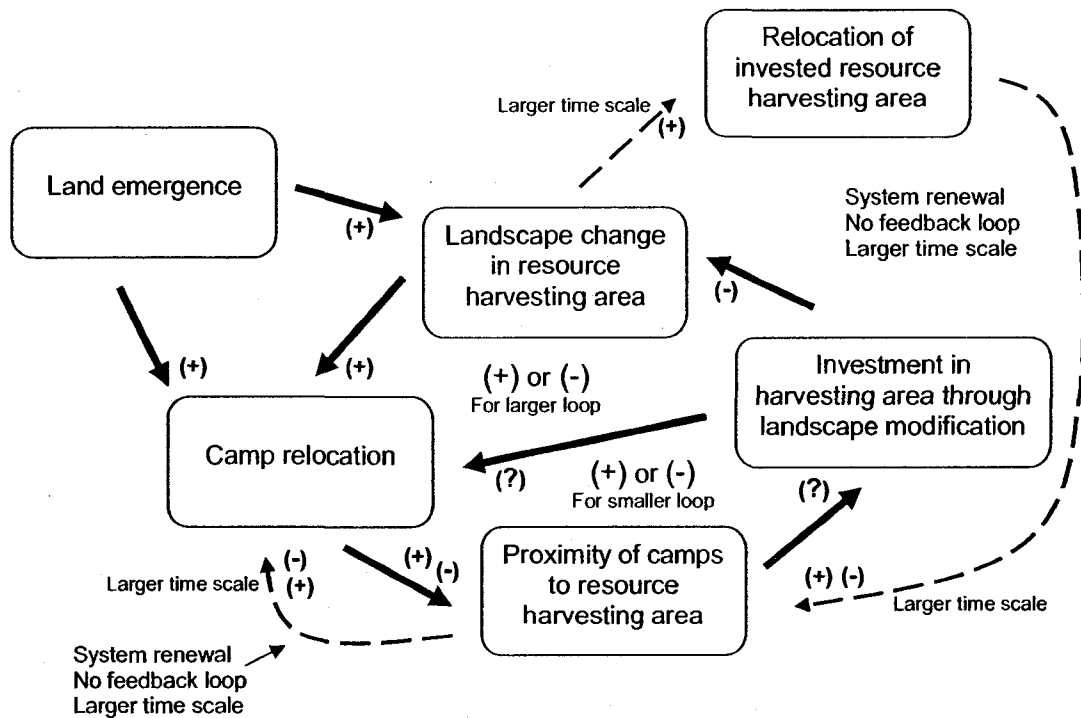 Relocation of
invested resource
harvesting area
Larger time scale
(+)
Land emergence
(+)
System renewal
No feedback loop
Larger time scale
Landscape change
in resource
harvesting area
(-)
(+)
(+)
(+) or (-)
For larger loop
Investment in
harvesting area through
landscape modification
Camp relocation
(?)
(+) or (-)
For smaller loop
(?)
(-)
(+)
Larger time scale
(+)
(-)
Proximity of camps
to resource
harvesting area
(+) (-)
Larger time scale
System renewal
No feedback loop
Larger time scale